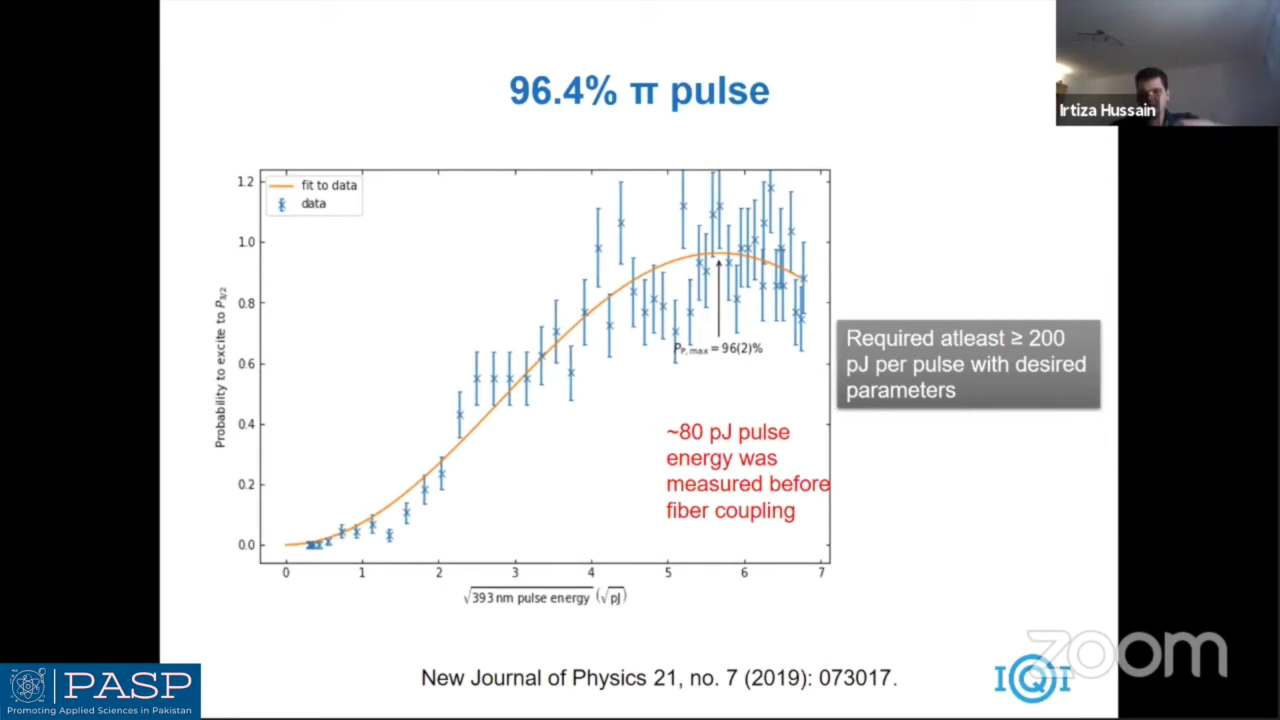 96.4% π pulse
Irtiza Hussain
fit to data
data
1.2
1.0
0.8
0.6
0.4
0.2
0.0
Probability to excite to P3/2
PP, max = 96(2)%
~80 pJ pulse
energy was
measured before
fiber coupling
0 1 2 3 4 5 6 7
√393 nm pulse energy (√pJ)
Required atleast ≥ 200
pJ per pulse with desired
parameters
New Journal of Physics 21, no. 7 (2019): 073017.
IQI
zoom
PASP
Promoting Applied Sciences in Pakistan